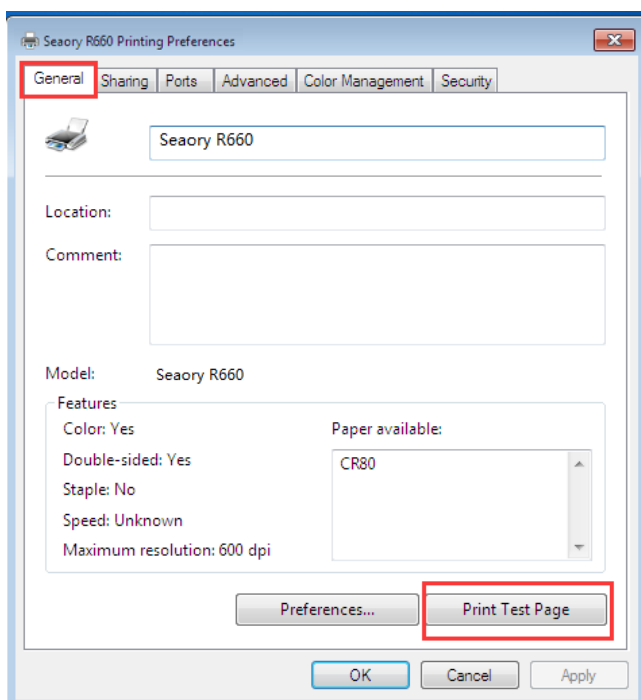 Seaory R660 Printing Preferences
General Sharing Ports Advanced Color Management Security
Seaory R660
Location:
Comment:
Model: Seaory R660
Features
Color: Yes
Paper available:
Double-sided: Yes
CR80
Staple: No
Speed: Unknown
Maximum resolution: 600 dpi
Preferences... Print Test Page
OK Cancel Apply